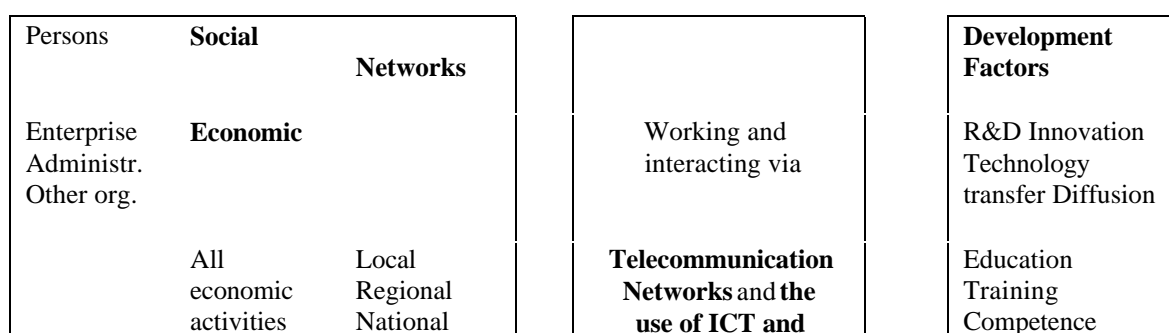 Persons Social
Networks
Enterprise Economic
Administr.
Other org.
All Local
economic Regional
activities National
Working and
interacting via
Telecommunication
Networks and the
use of ICT and
Development
Factors
R&D Innovation
Technology
transfer Diffusion
Education
Training
Competence